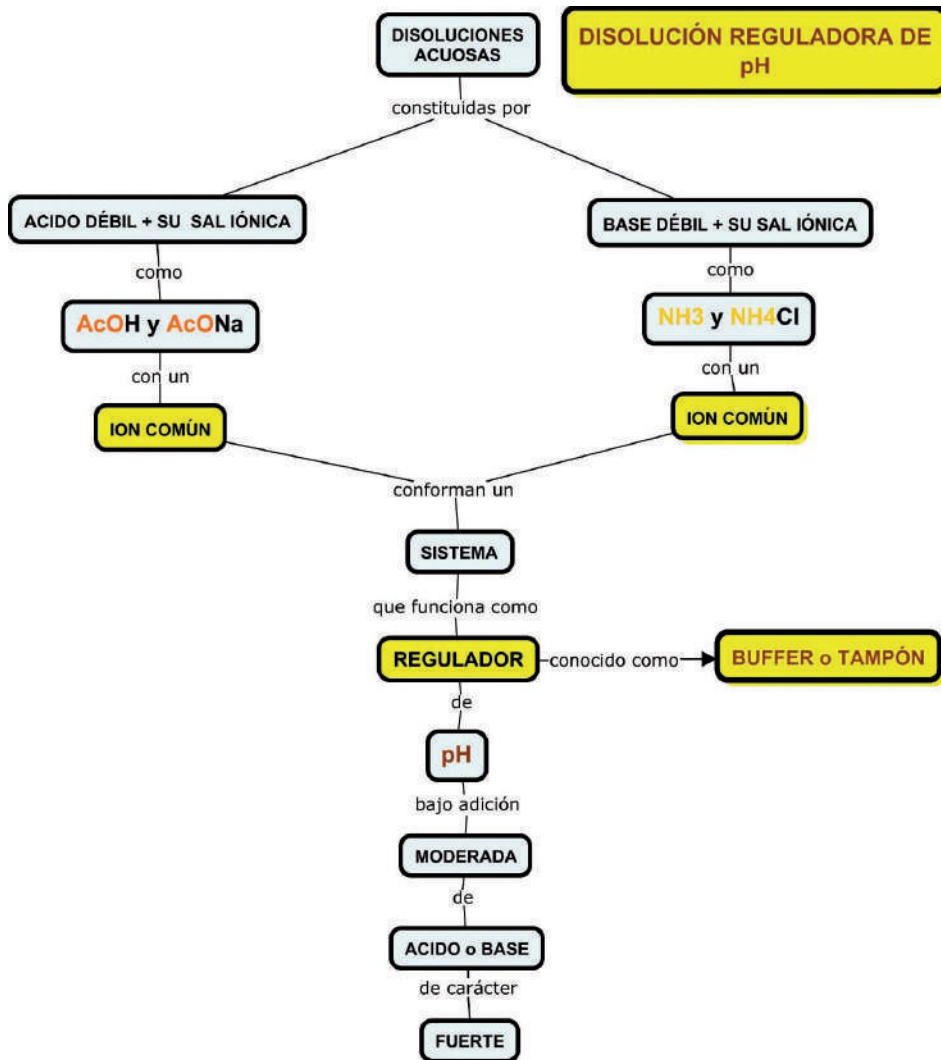 DISOLUCIONES
ACUOSAS
DISOLUCIÓN REGULADORA DE
pH
constituidas por
ACIDO DÉBIL + SU SAL IÓNICA
BASE DÉBIL + SU SAL IÓNICA
como
como
AcOH y AcONa
NH3 y NH4Cl
con un
con un
ION COMÚN
ION COMÚN
conforman un
SISTEMA
que funciona como
REGULADOR
conocido como
BUFFER o TAMPÓN
de
pH
bajo adición
MODERADA
de
ACIDO o BASE
de carácter
FUERTE